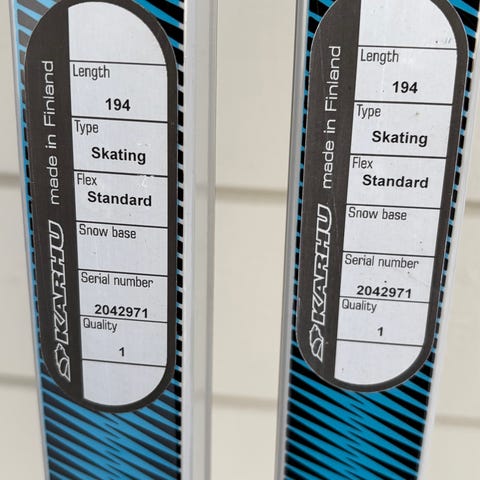 Length
194
Type
Skating
Flex
Standard
Snow base
Serial number
2042971
Quality
1
KARHU made in Finland
Length
194
Type
Skating
Flex
Standard
Snow base
Serial number
2042971
Quality
1
KARHU made in Finland